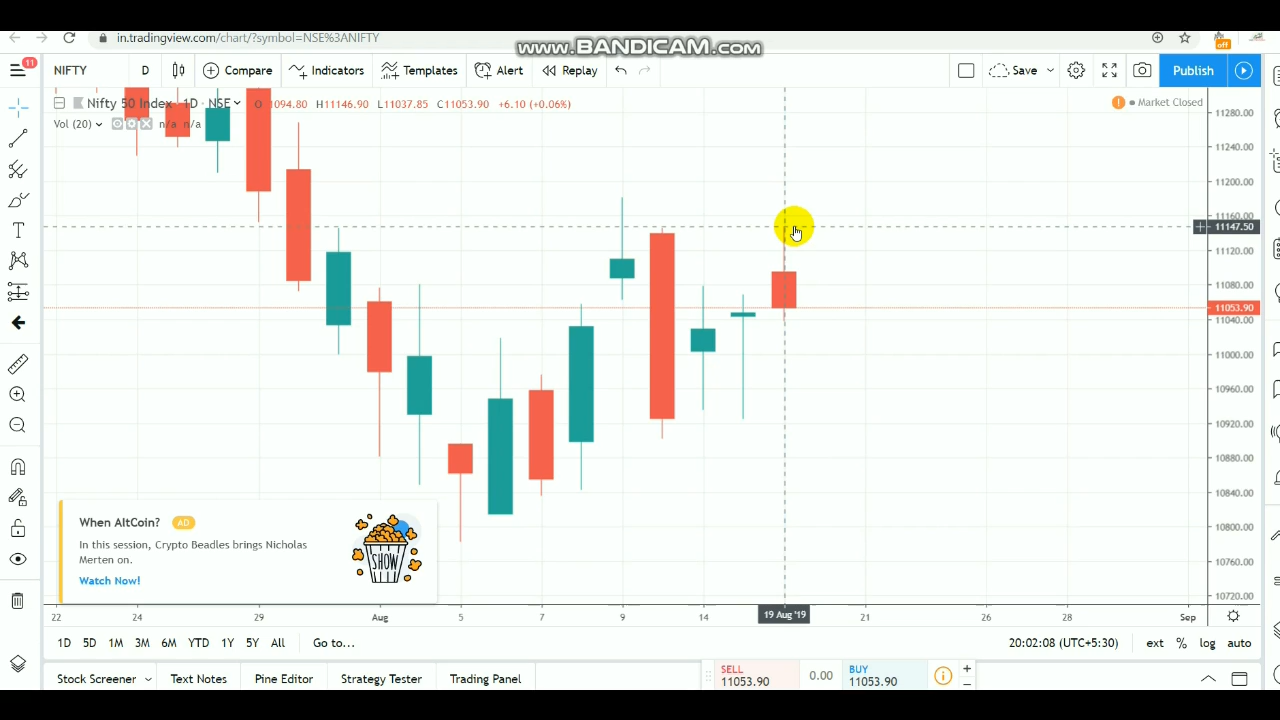 in.tradingview.com/chart/?symbol=NSE%3ANIFTY
www.BANDICAM.com
11
NIFTY D Compare Indicators Templates Alert Replay Save Publish
off
Nifty 50 Index · 1D · NSE O 1094.80 H11146.90 L11037.85 C11053.90 +6.10 (+0.06%)
Market Closed
Vol (20) n/a n/a
11280.00
11240.00
11200.00
11160.00
11147.50
11120.00
11080.00
11053.90
11040.00
11000.00
10960.00
10920.00
10880.00
10840.00
10800.00
10760.00
10720.00
When AltCoin? AD
In this session, Crypto Beadles brings Nicholas
Merten on.
Watch Now!
SHOW
22 24 29 Aug 5 7 9 14 19 Aug '19 21 26 28 Sep
1D 5D 1M 3M 6M YTD 1Y 5Y All Go to... 20:02:08 (UTC+5:30) ext % log auto
Stock Screener Text Notes Pine Editor Strategy Tester Trading Panel
SELL
11053.90
0.00
BUY
11053.90